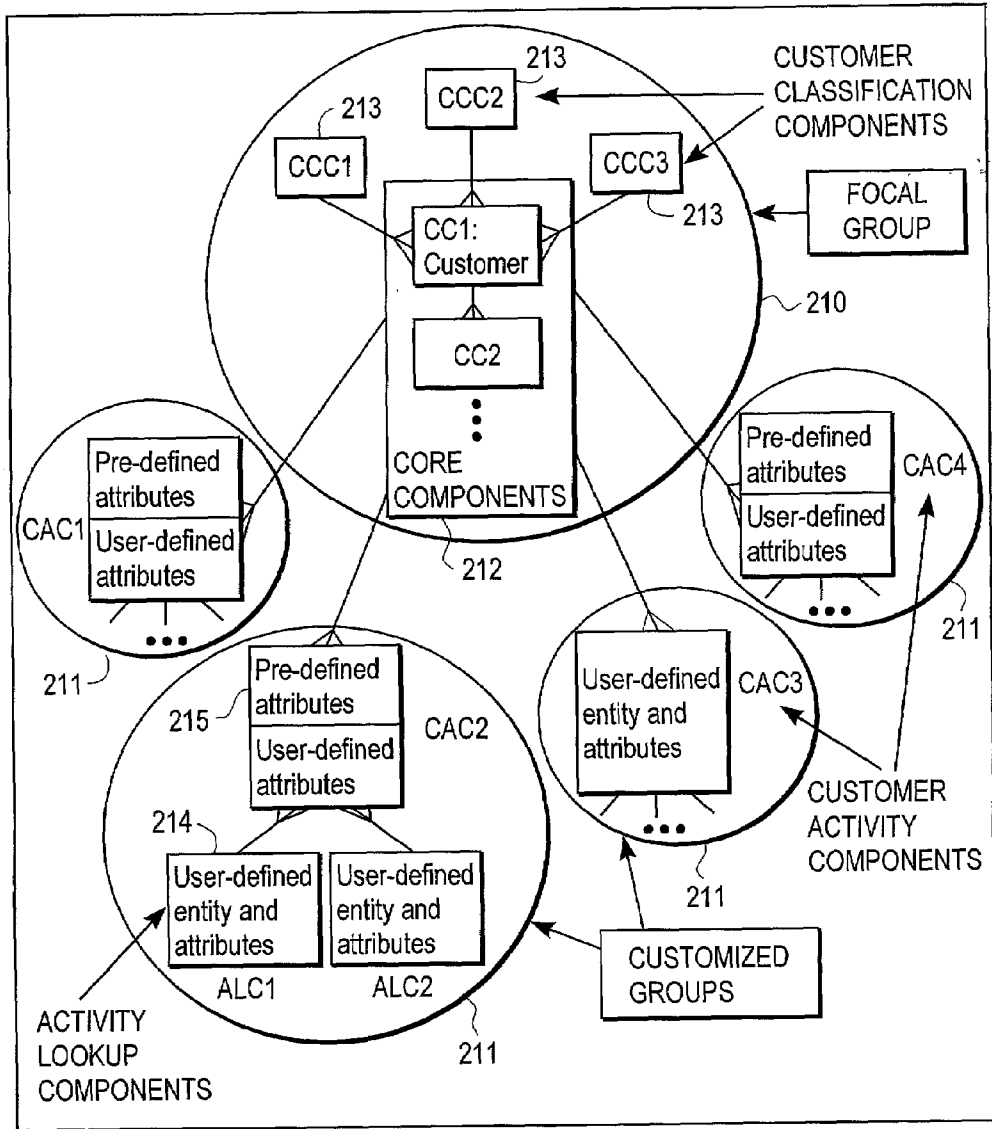 213
CUSTOMER
CLASSIFICATION
COMPONENTS
213
CCC2
CCC1
CCC3
213
FOCAL
GROUP
CC1:
Customer
210
CC2
•••
CORE
COMPONENTS
212
Pre-defined
attributes
CAC1
User-defined
attributes
•••
211
Pre-defined
attributes
CAC4
User-defined
attributes
•••
211
215
Pre-defined
attributes
CAC2
User-defined
attributes
User-defined
entity and
attributes
CAC3
•••
211
CUSTOMER
ACTIVITY
COMPONENTS
214
User-defined
entity and
attributes
ALC1
User-defined
entity and
attributes
ALC2
211
CUSTOMIZED
GROUPS
ACTIVITY
LOOKUP
COMPONENTS